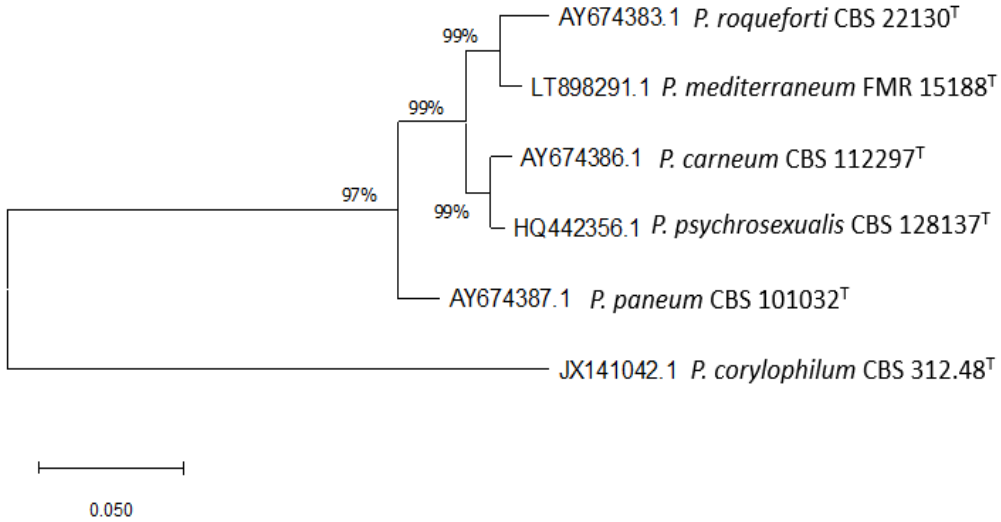 AY674383.1 P. roqueforti CBS 22130ᵀ
99%
LT898291.1 P. mediterraneum FMR 15188ᵀ
99%
AY674386.1 P. carneum CBS 112297ᵀ
97%
99%
HQ442356.1 P. psychrosexualis CBS 128137ᵀ
AY674387.1 P. paneum CBS 101032ᵀ
JX141042.1 P. corylophilum CBS 312.48ᵀ
0.050